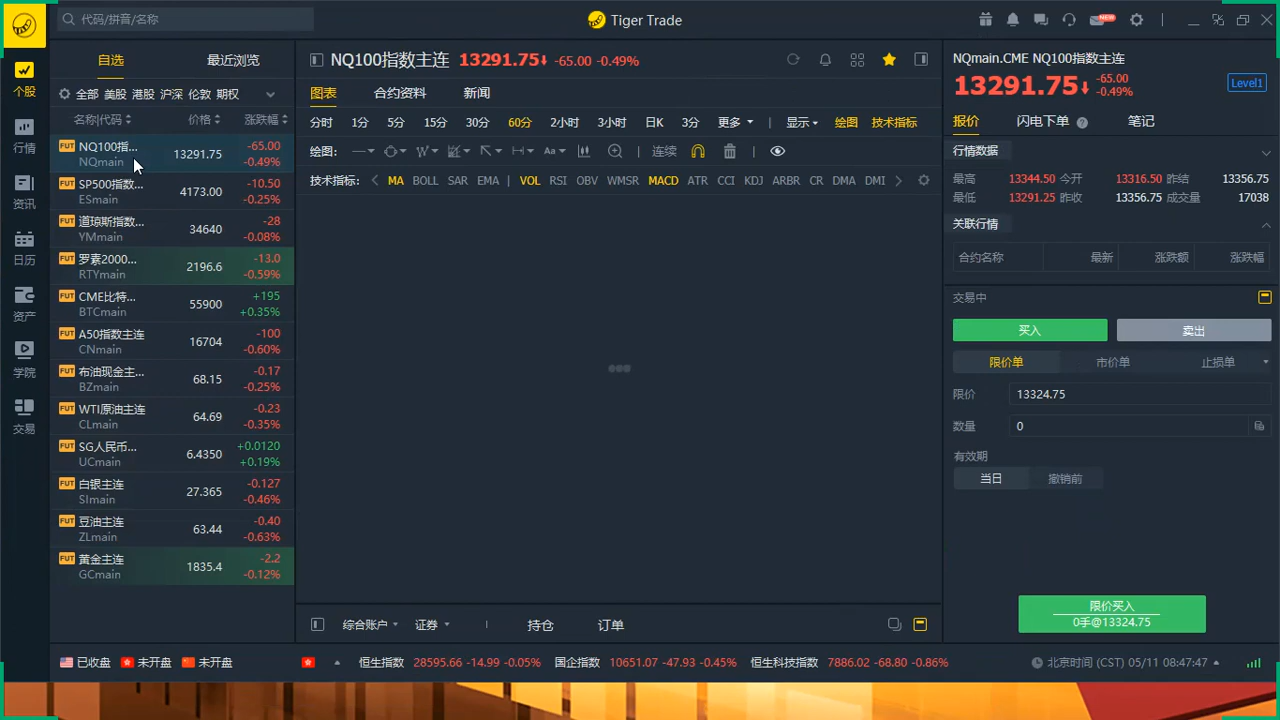 代码/拼音/名称
Tiger Trade
NEW
个股
行情
资讯
日历
资产
学院
交易
自选 最近浏览
全部 美股 港股 沪深 伦敦 期权
名称|代码 价格 涨跌幅
FUT NQ100指... 13291.75 -65.00
NQmain -0.49%
FUT SP500指数... 4173.00 -10.50
ESmain -0.25%
FUT 道琼斯指数... 34640 -28
YMmain -0.08%
FUT 罗素2000... 2196.6 -13.0
RTYmain -0.59%
FUT CME比特... 55900 +195
BTCmain +0.35%
FUT A50指数主连 16704 -100
CNmain -0.60%
FUT 布油现金主... 68.15 -0.17
BZmain -0.25%
FUT WTI原油主连 64.69 -0.23
CLmain -0.35%
FUT SG人民币... 6.4350 +0.0120
UCmain +0.19%
FUT 白银主连 27.365 -0.127
SImain -0.46%
FUT 豆油主连 63.44 -0.40
ZLmain -0.63%
FUT 黄金主连 1835.4 -2.2
GCmain -0.12%
NQ100指数主连 13291.75 -65.00 -0.49%
图表 合约资料 新闻
分时 1分 5分 15分 30分 60分 2小时 3小时 日K 3分 更多 显示 绘图 技术指标
绘图: W Aa 连续
技术指标: MA BOLL SAR EMA | VOL RSI OBV WMSR MACD ATR CCI KDJ ARBR CR DMA DMI
综合账户 证券 持仓 订单
NQmain.CME NQ100指数主连
13291.75 -65.00
-0.49%
Level1
报价 闪电下单 ? 笔记
行情数据
最高 13344.50 今开 13316.50 昨结 13356.75
最低 13291.25 昨收 13356.75 成交量 17038
关联行情
合约名称 最新 涨跌额 涨跌幅
交易中
买入 卖出
限价单 市价单 止损单
限价 13324.75
数量 0
有效期
当日 撤销前
限价买入
0手@13324.75
已收盘 未开盘 未开盘 恒生指数 28595.66 -14.99 -0.05% 国企指数 10651.07 -47.93 -0.45% 恒生科技指数 7886.02 -68.80 -0.86% 北京时间 (CST) 05/11 08:47:47